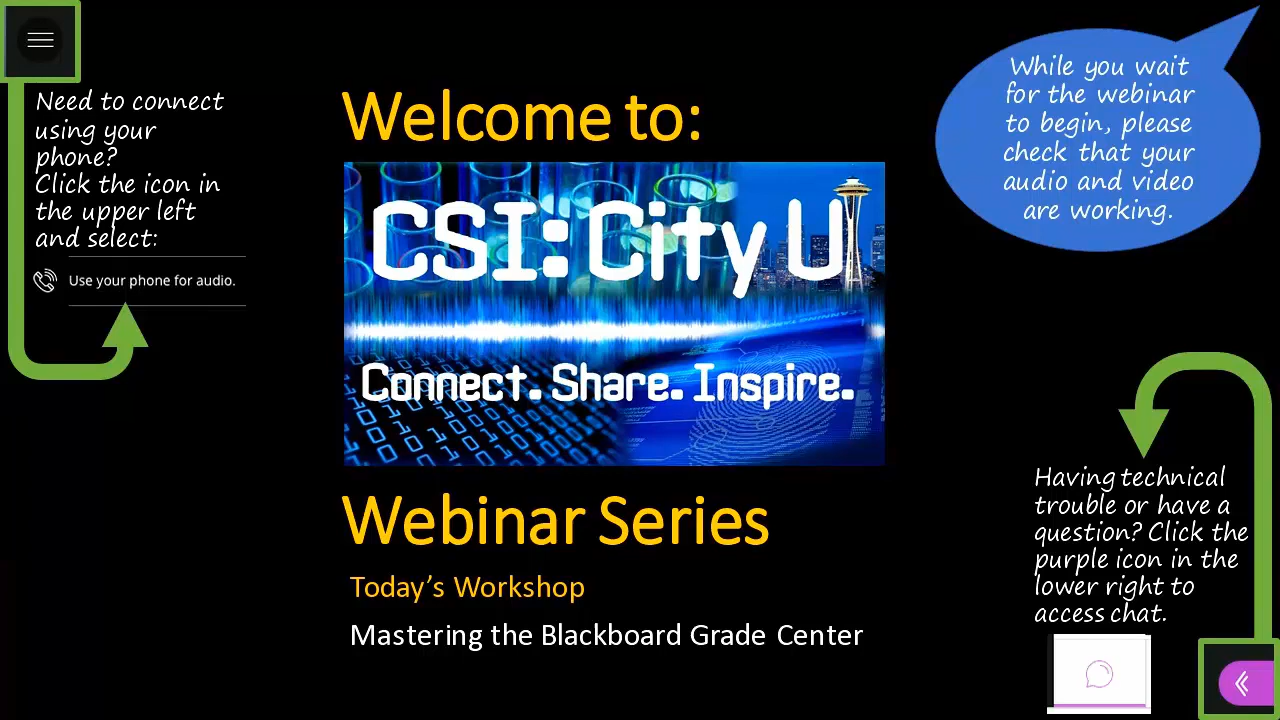 Need to connect
using your
phone?
Click the icon in
the upper left
and select:
Use your phone for audio.
Welcome to:
CSI: City U
Connect. Share. Inspire.
Webinar Series
Today's Workshop
Mastering the Blackboard Grade Center
While you wait
for the webinar
to begin, please
check that your
audio and video
are working.
Having technical
trouble or have a
question? Click the
purple icon in the
lower right to
access chat.